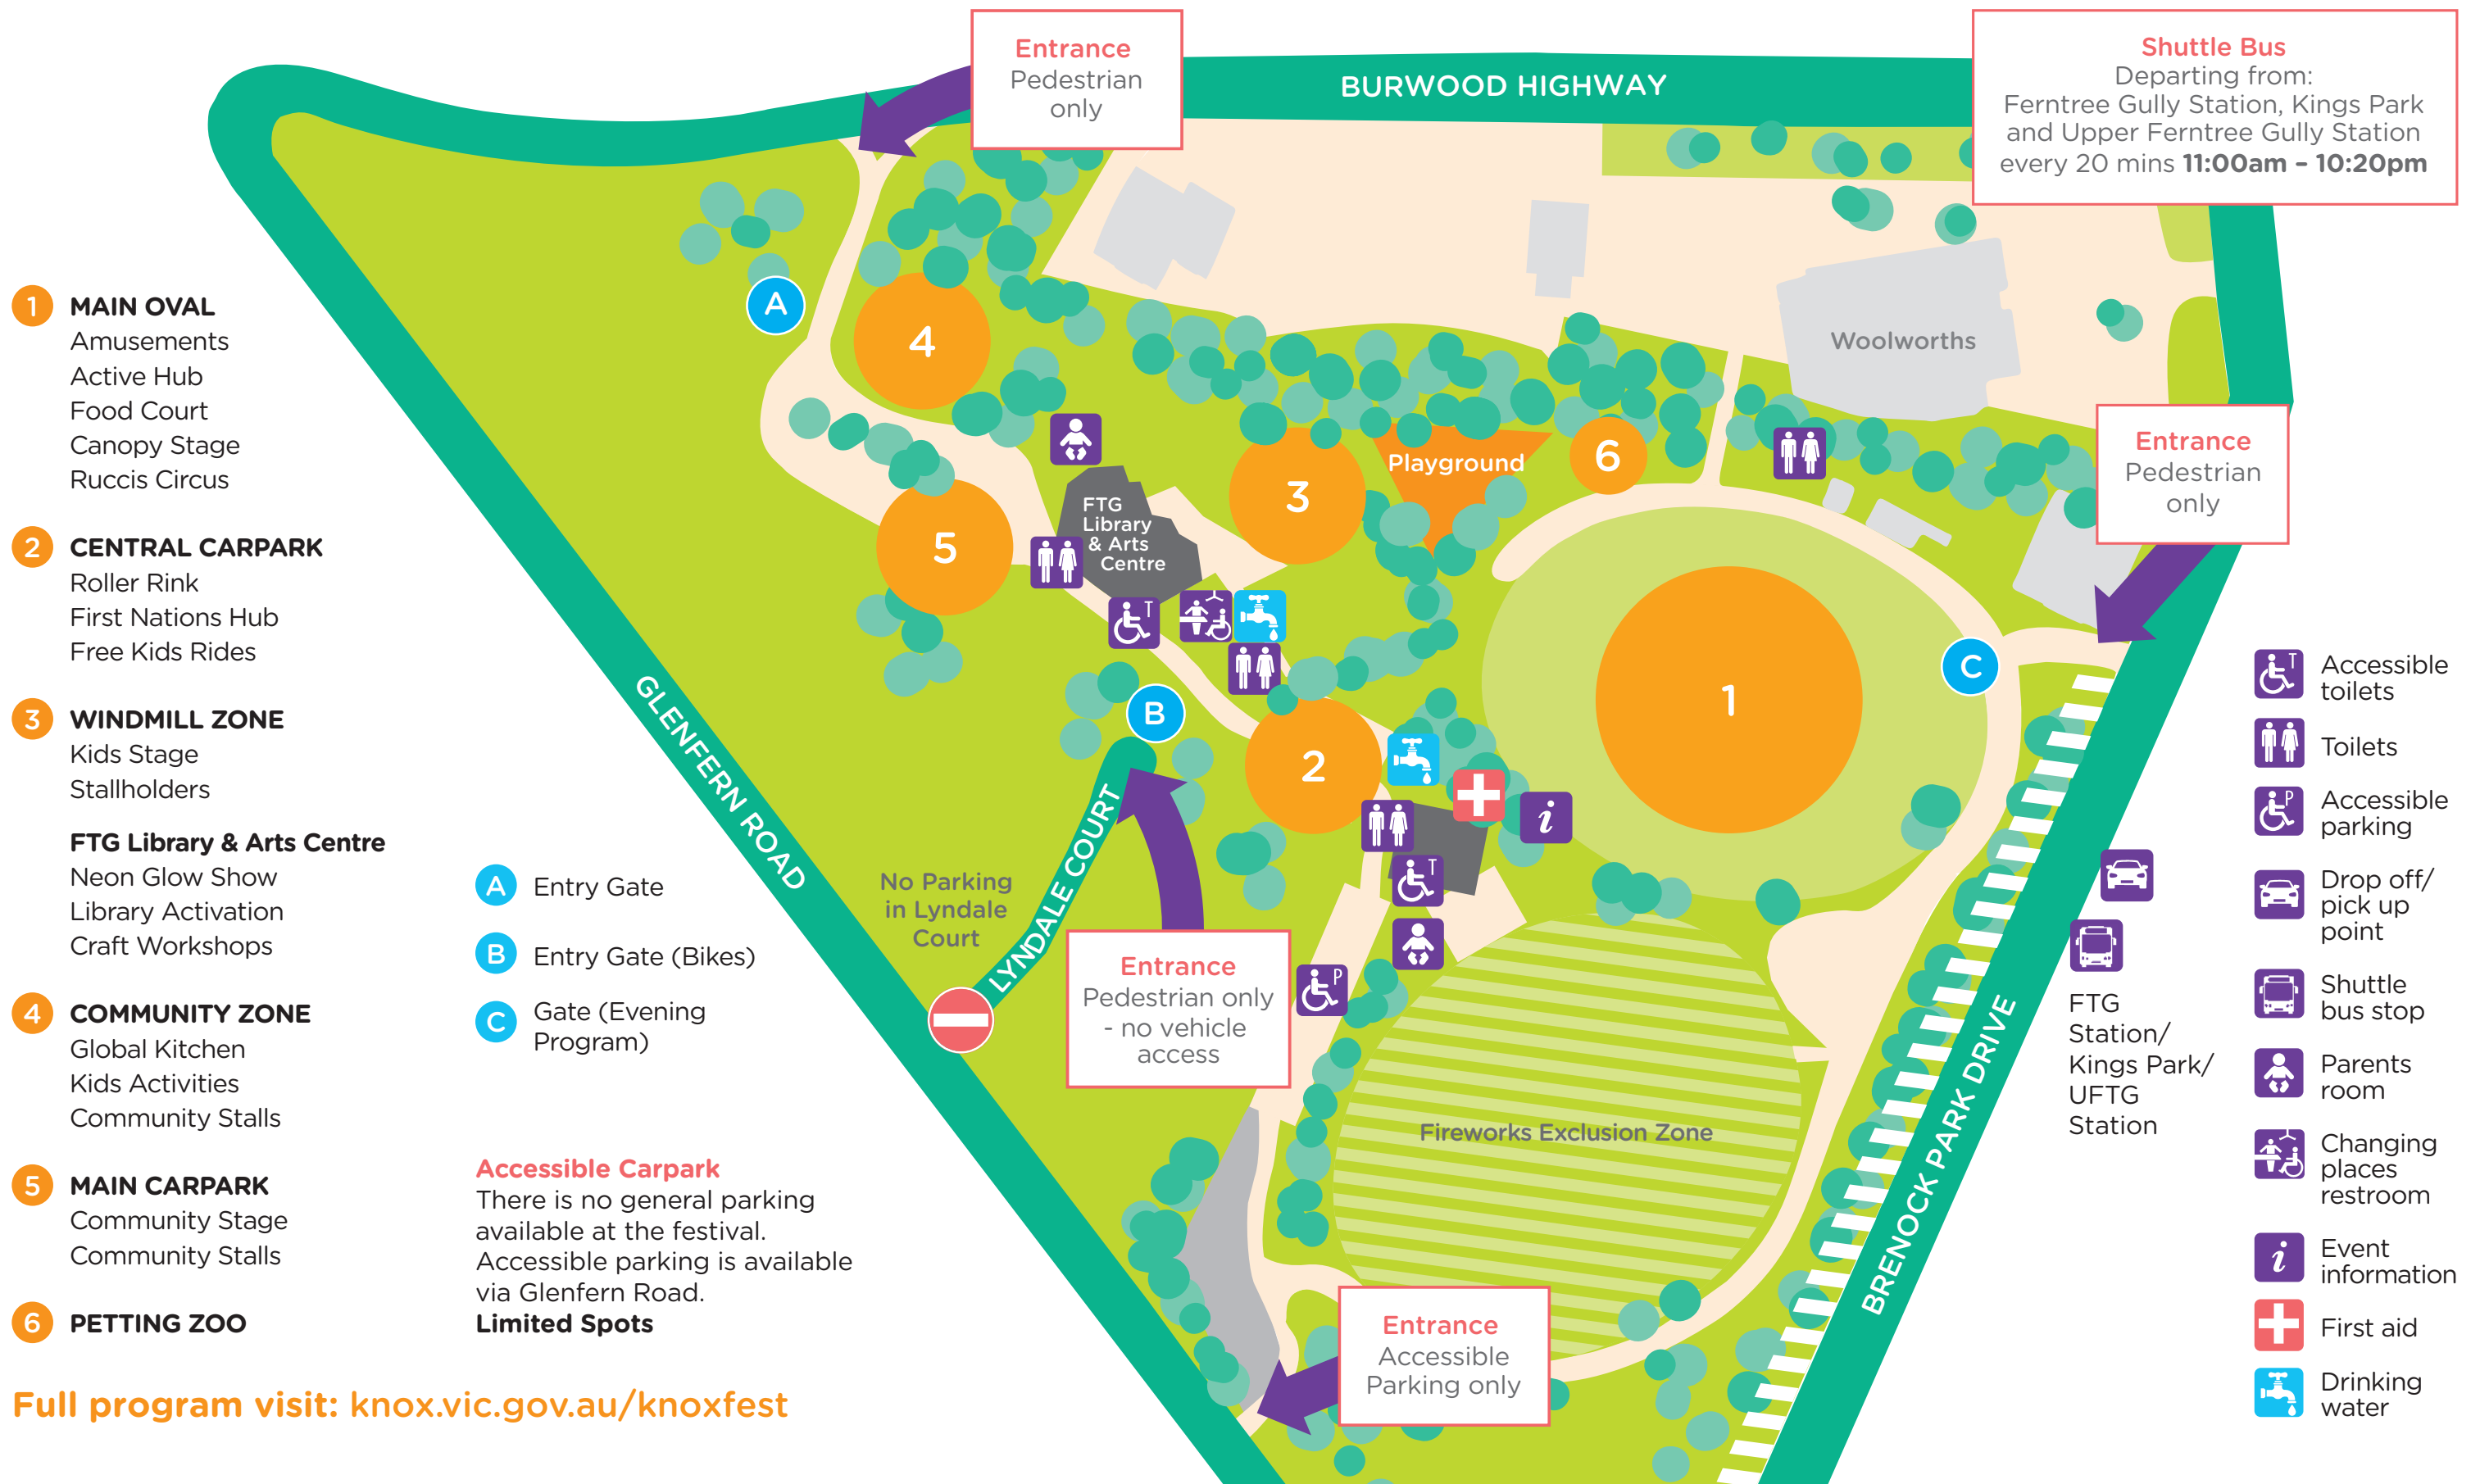 Entrance
Pedestrian
only
BURWOOD HIGHWAY
Shuttle Bus
Departing from:
Ferntree Gully Station, Kings Park
and Upper Ferntree Gully Station
every 20 mins 11:00am – 10:20pm
1 MAIN OVAL
Amusements
Active Hub
Food Court
Canopy Stage
Ruccis Circus
2 CENTRAL CARPARK
Roller Rink
First Nations Hub
Free Kids Rides
3 WINDMILL ZONE
Kids Stage
Stallholders
FTG Library & Arts Centre
Neon Glow Show
Library Activation
Craft Workshops
4 COMMUNITY ZONE
Global Kitchen
Kids Activities
Community Stalls
5 MAIN CARPARK
Community Stage
Community Stalls
6 PETTING ZOO
Full program visit: knox.vic.gov.au/knoxfest
A Entry Gate
B Entry Gate (Bikes)
C Gate (Evening
Program)
Accessible Carpark
There is no general parking
available at the festival.
Accessible parking is available
via Glenfern Road.
Limited Spots
A
4
Woolworths
Entrance
Pedestrian
only
3
Playground
6
5
FTG
Library
& Arts
Centre
T
C
1
B
2
GLENFERN ROAD
LYNDALE COURT
No Parking
in Lyndale
Court
i
T
P
Entrance
Pedestrian only
- no vehicle
access
Fireworks Exclusion Zone
BRENOCK PARK DRIVE
FTG
Station/
Kings Park/
UFTG
Station
Entrance
Accessible
Parking only
T
Accessible
toilets
Toilets
P
Accessible
parking
Drop off/
pick up
point
Shuttle
bus stop
Parents
room
Changing
places
restroom
i
Event
information
First aid
Drinking
water